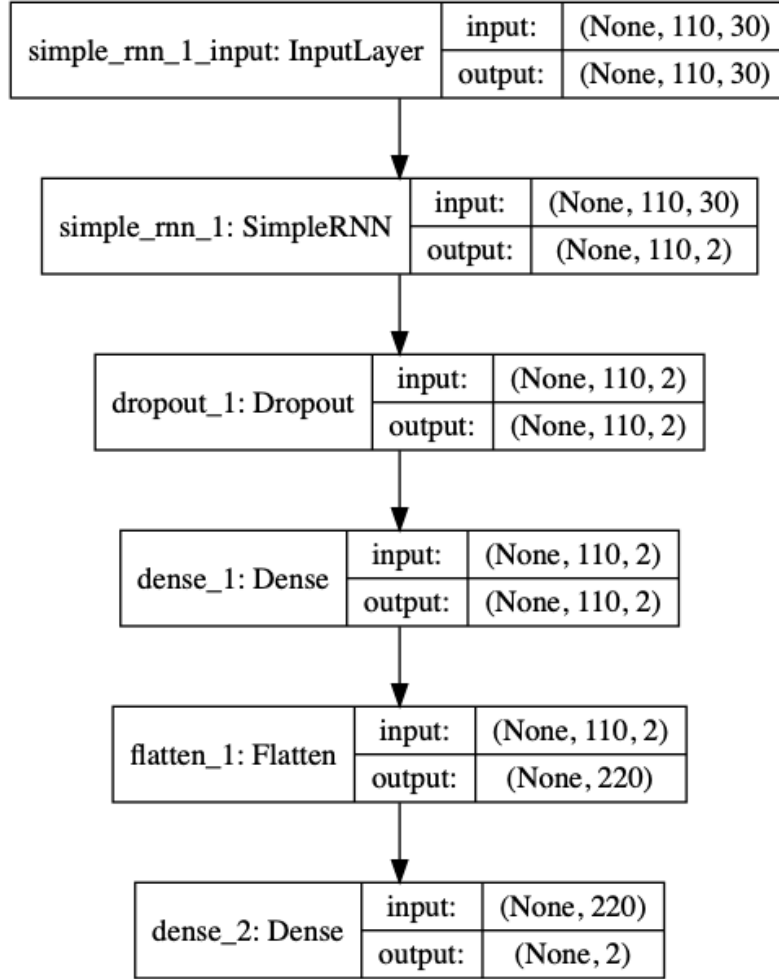 simple_rnn_1_input: InputLayer
input: (None, 110, 30)
output: (None, 110, 30)
simple_rnn_1: SimpleRNN
input: (None, 110, 30)
output: (None, 110, 2)
dropout_1: Dropout
input: (None, 110, 2)
output: (None, 110, 2)
dense_1: Dense
input: (None, 110, 2)
output: (None, 110, 2)
flatten_1: Flatten
input: (None, 110, 2)
output: (None, 220)
dense_2: Dense
input: (None, 220)
output: (None, 2)